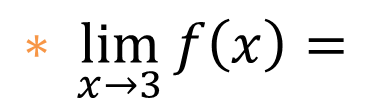 * lim f(x) =
x→3